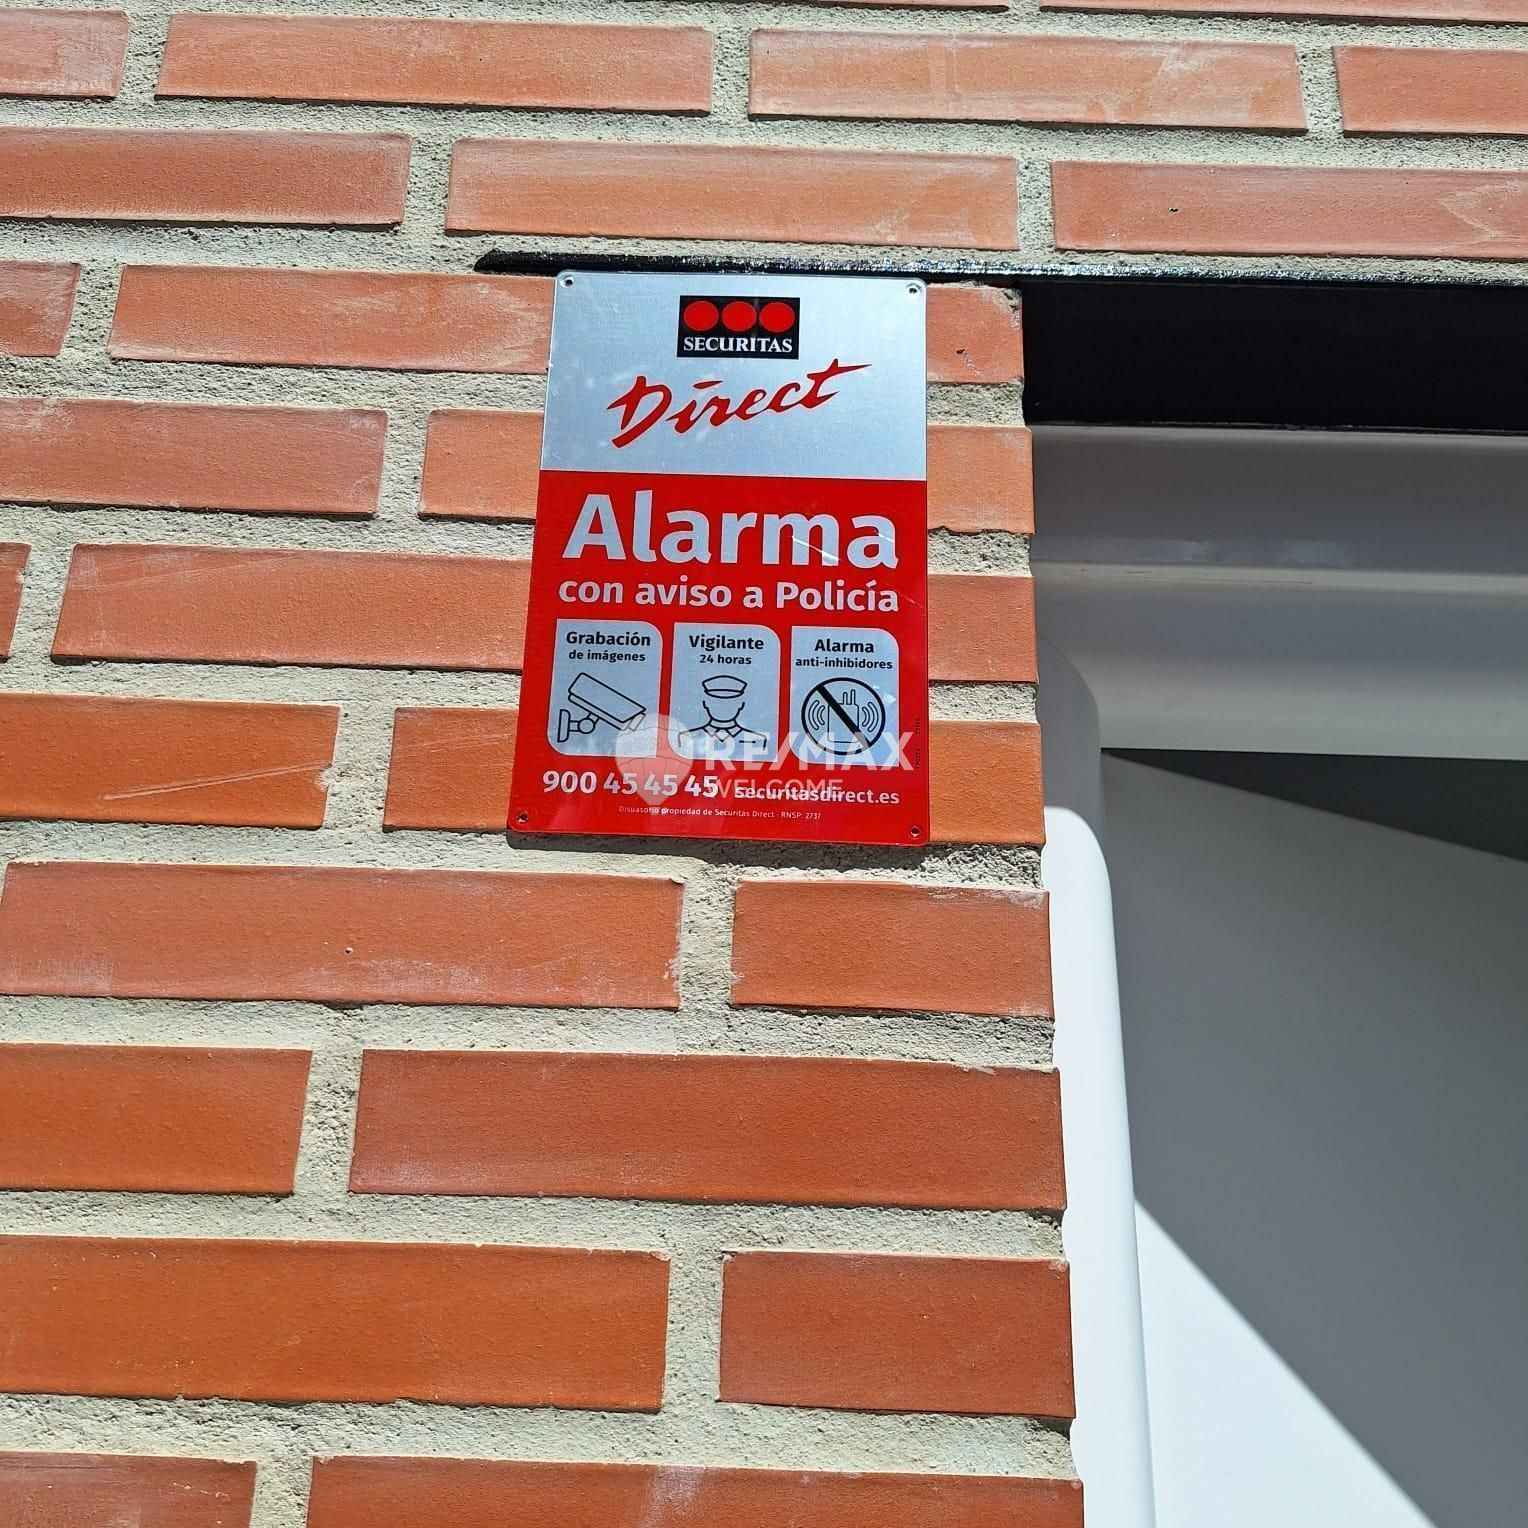 SECURITAS
Direct
Alarma
con aviso a Policía
Grabación
de imágenes
Vigilante
24 horas
Alarma
anti-inhibidores
RE/MAX
WELCOME
900 45 45 45 securitasdirect.es
Disuasorio propiedad de Securitas Direct - RNSP: 2737